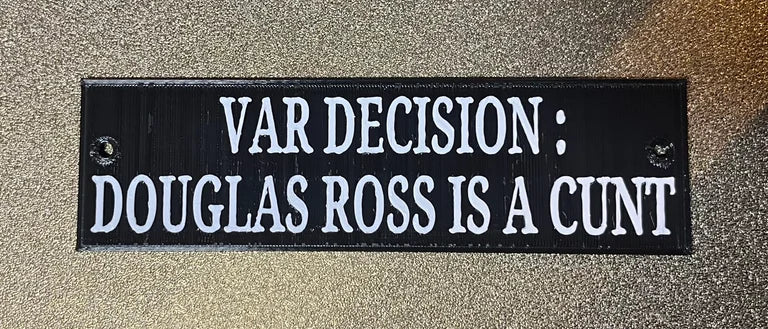 VAR DECISION :
DOUGLAS ROSS IS A CUNT